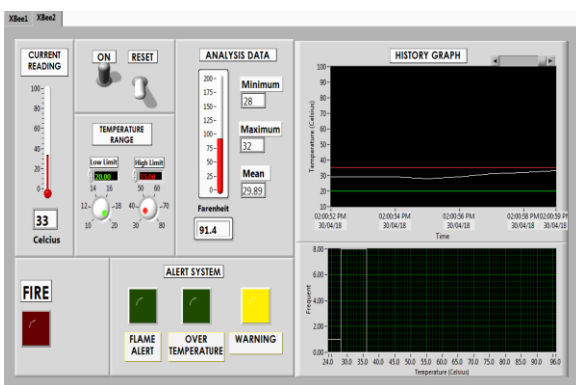 XBee1 XBee2
CURRENT
READING
100-
80-
60-
40-
20-
0-
33
Celcius
ON RESET
TEMPERATURE
RANGE
Low Limit High Limit
20.00
14 16
12- -18
10 20
50 60
40- -70
30 80
ANALYSIS DATA
200-
175-
150-
125-
100-
75-
50-
25-
0-
Farenheit
91.4
Minimum
28
Maximum
32
Mean
29.89
FIRE
ALERT SYSTEM
FLAME
ALERT
OVER
TEMPERATURE
WARNING
HISTORY GRAPH
Temperature (Celsius)
100-
90-
80-
70-
60-
50-
40-
30-
20-
10-
02:00:52 PM 02:00:54 PM 02:00:56 PM 02:00:58 PM 02:00:59 P
30/04/18 30/04/18 30/04/18 30/04/18 30/04/18
Time
Frequent
8.00-
6.00-
4.00-
2.00-
0.00-
24.0 30.0 35.0 40.0 45.0 50.0 55.0 60.0 65.0 70.0 75.0 80.0 85.0 90.0 96.0
Temperature (Celsius)